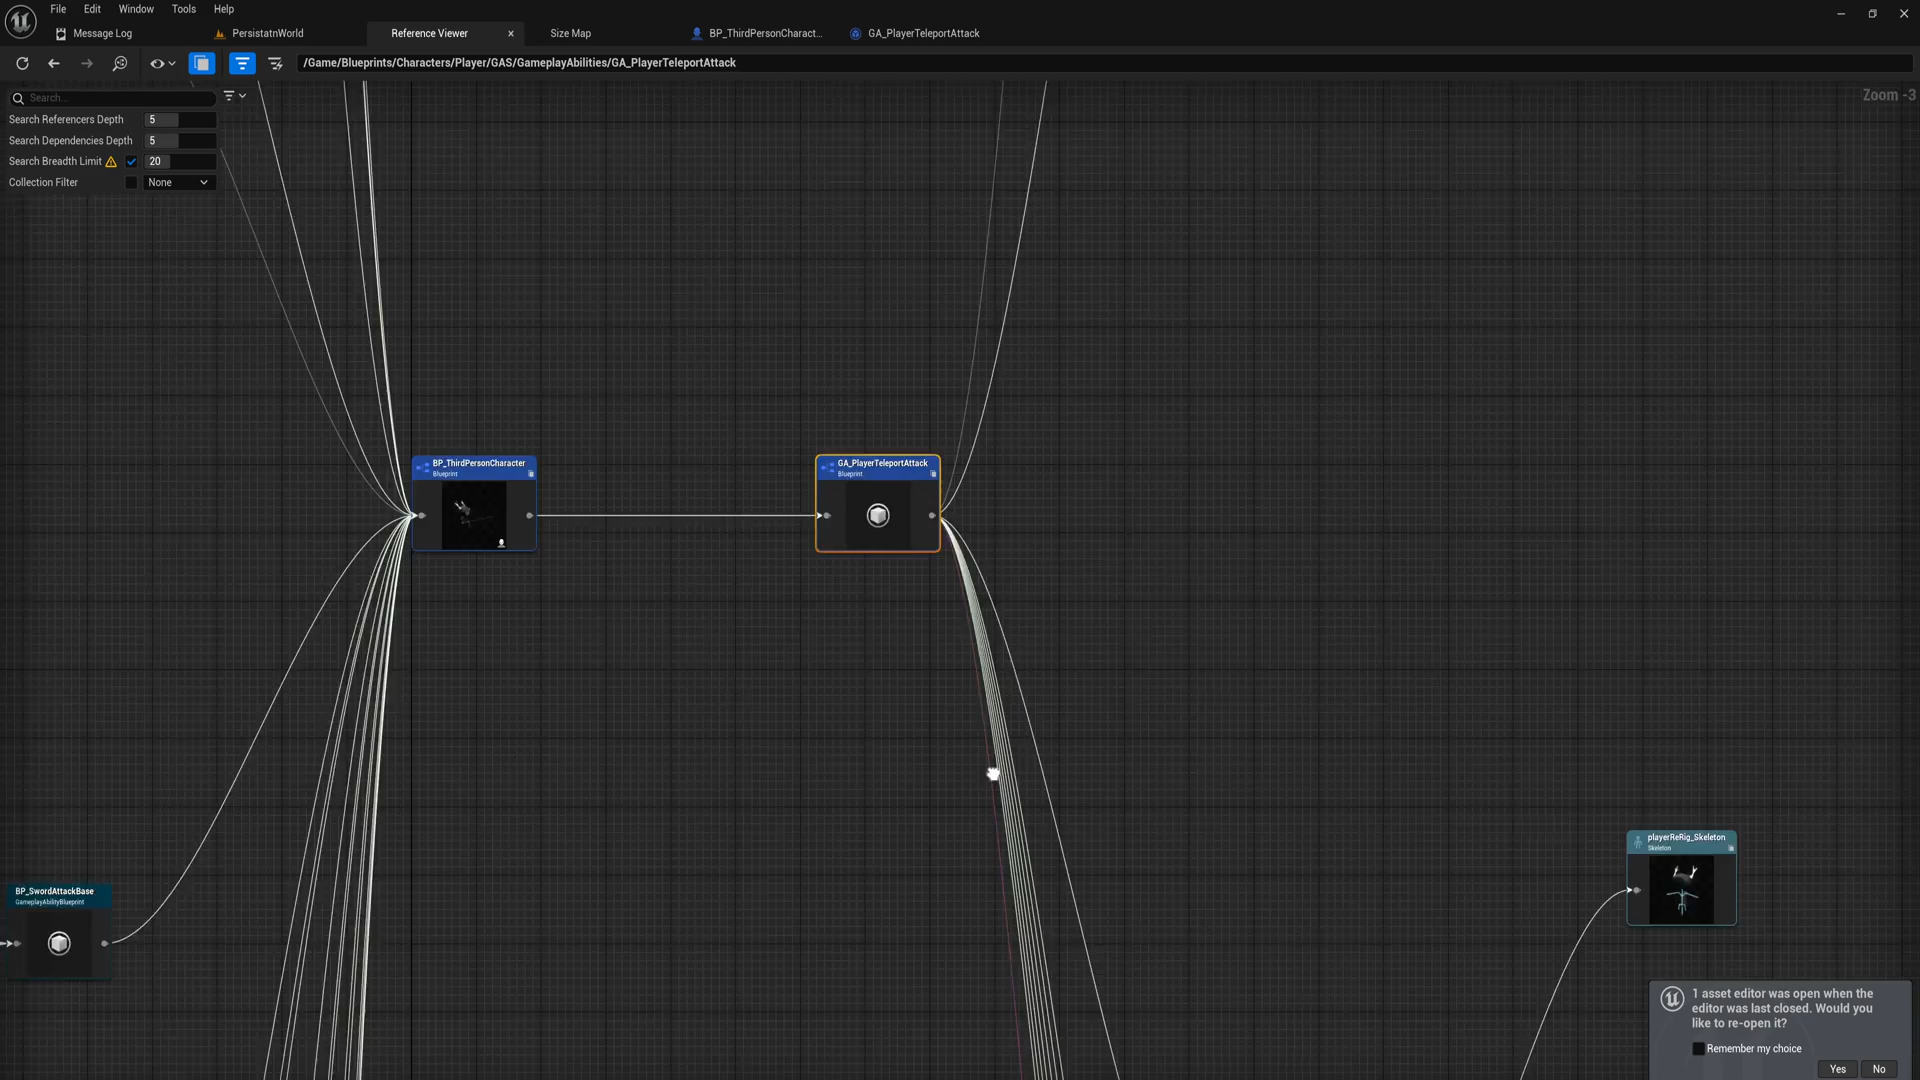 File Edit Window Tools Help
Message Log PersistatnWorld Reference Viewer × Size Map BP_ThirdPersonCharact... GA_PlayerTeleportAttack
/Game/Blueprints/Characters/Player/GAS/GameplayAbilities/GA_PlayerTeleportAttack
Search...
Zoom -3
Search Referencers Depth 5
Search Dependencies Depth 5
Search Breadth Limit 20
Collection Filter None
BP_ThirdPersonCharacter
Blueprint
GA_PlayerTeleportAttack
Blueprint
playerReRig_Skeleton
Skeleton
BP_SwordAttackBase
GameplayAbilityBlueprint
1 asset editor was open when the
editor was last closed. Would you
like to re-open it?
Remember my choice
Yes No